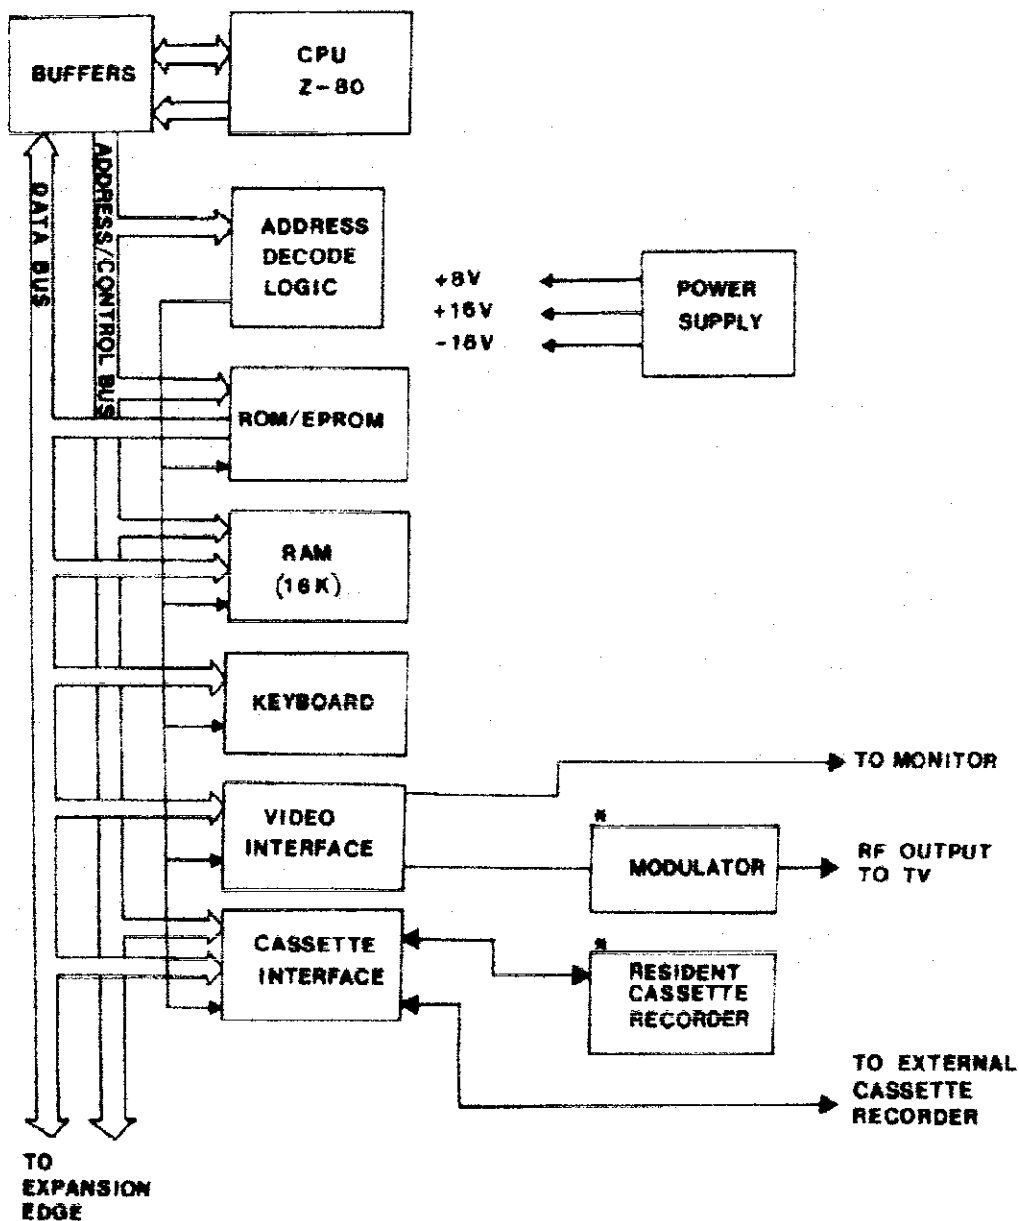 BUFFERS
CPU
Z-80
DATA BUS
ADDRESS/CONTROL BUS
ADDRESS
DECODE
LOGIC
+8V
+16V
-16V
POWER
SUPPLY
ROM/EPROM
RAM
(16K)
KEYBOARD
VIDEO
INTERFACE
TO MONITOR
*
MODULATOR
RF OUTPUT
TO TV
CASSETTE
INTERFACE
*
RESIDENT
CASSETTE
RECORDER
TO EXTERNAL
CASSETTE
RECORDER
TO
EXPANSION
EDGE